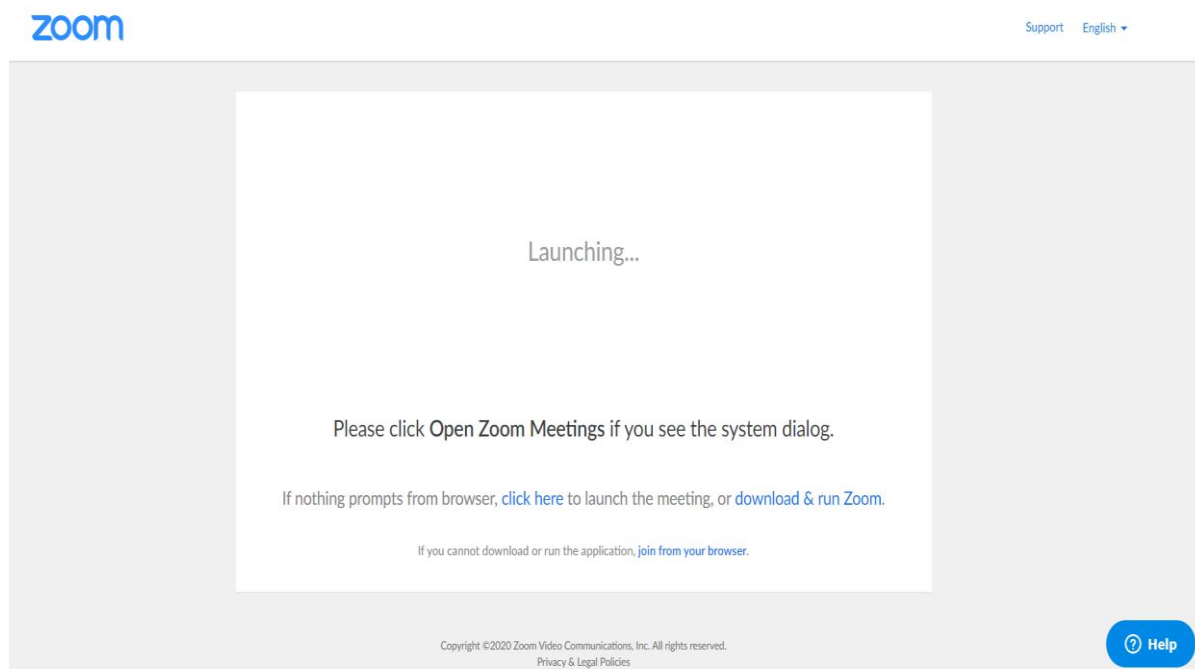 zoom
Support English
Launching...
Please click Open Zoom Meetings if you see the system dialog.
If nothing prompts from browser, click here to launch the meeting, or download & run Zoom.
If you cannot download or run the application, join from your browser.
Copyright ©2020 Zoom Video Communications, Inc. All rights reserved.
Privacy & Legal Policies
Help